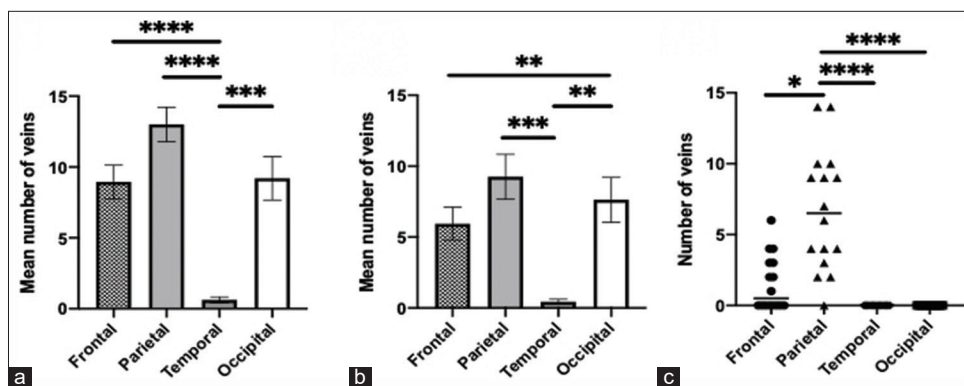 ****
****
***
15
10
5
0
Mean number of veins
Frontal
Parietal
Temporal
Occipital
a
**
**
***
15
10
5
0
Mean number of veins
Frontal
Parietal
Temporal
Occipital
b
****
* ****
15
10
5
0
Number of veins
Frontal
Parietal
Temporal
Occipital
c